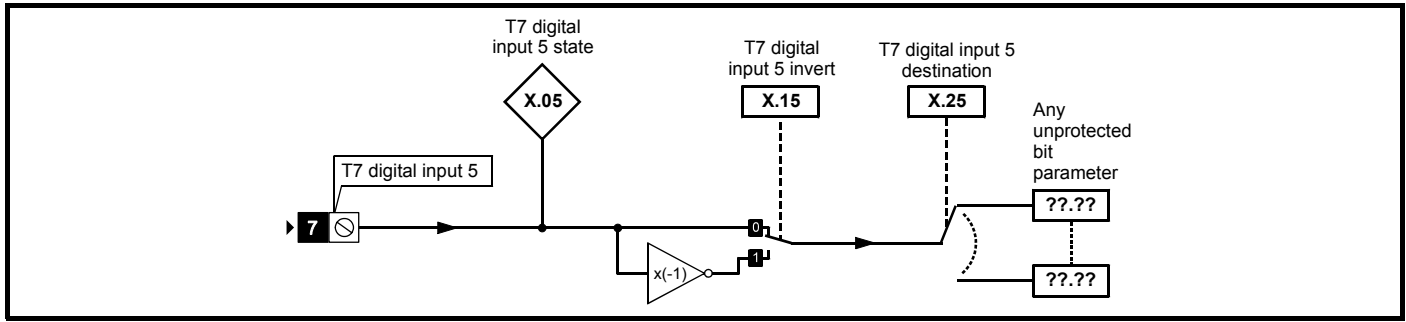 T7 digital
input 5 state
X.05
T7 digital
input 5 invert
X.15
T7 digital input 5
destination
X.25
Any
unprotected
bit
parameter
??.??
??.??
T7 digital input 5
7
0
1
x(-1)